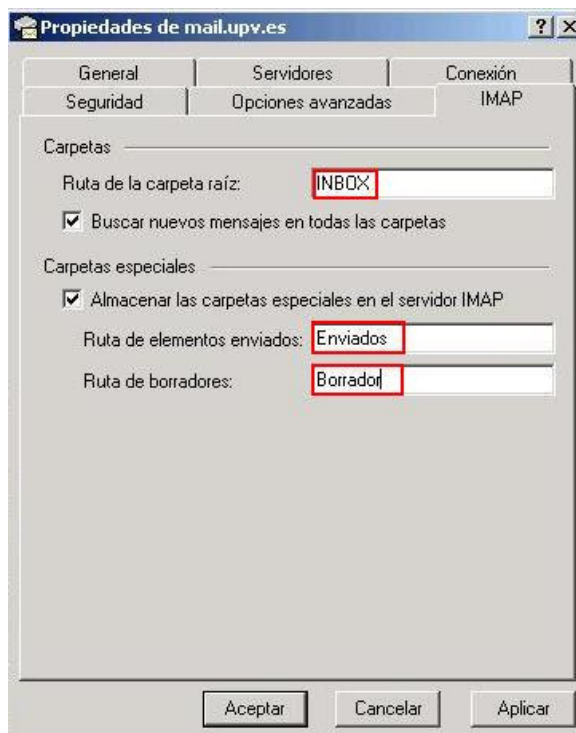 Propiedades de mail.upv.es
General Servidores Conexión
Seguridad Opciones avanzadas IMAP
Carpetas
Ruta de la carpeta raíz: INBOX
Buscar nuevos mensajes en todas las carpetas
Carpetas especiales
Almacenar las carpetas especiales en el servidor IMAP
Ruta de elementos enviados: Enviados
Ruta de borradores: Borrador
Aceptar Cancelar Aplicar